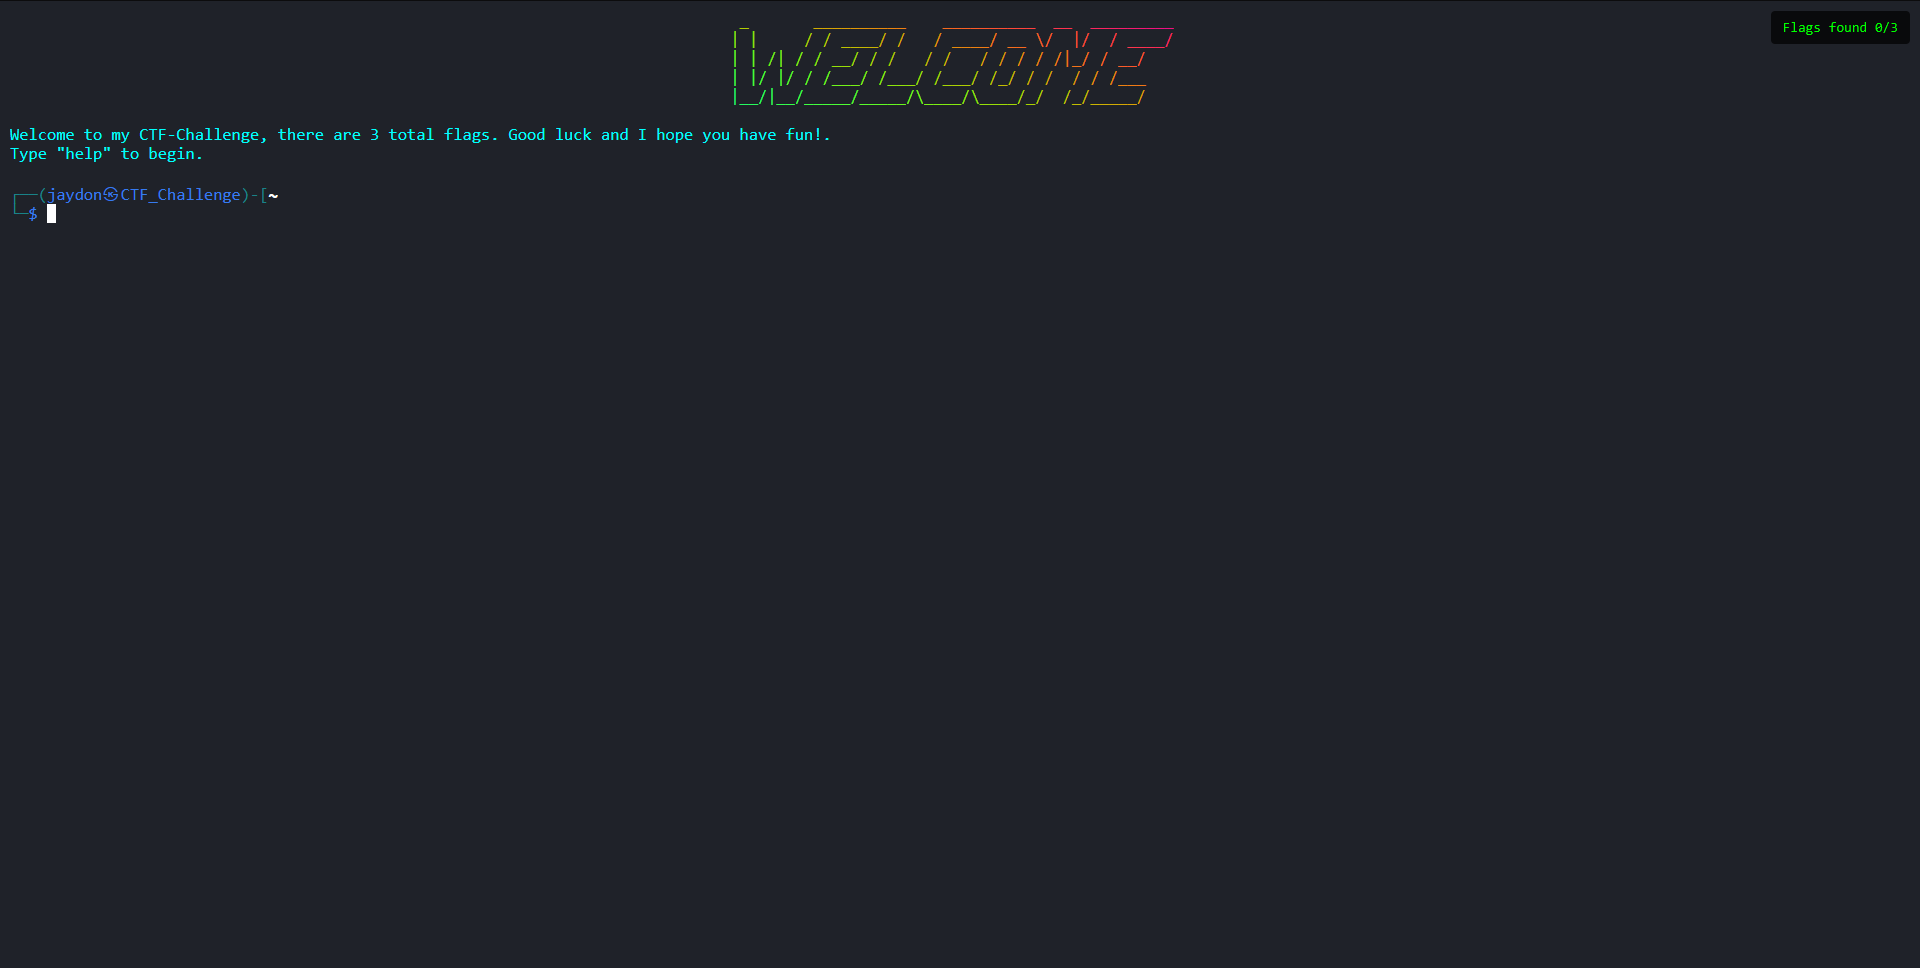 WELCOME
Flags found 0/3
Welcome to my CTF-Challenge, there are 3 total flags. Good luck and I hope you have fun!.
Type "help" to begin.
┌──(jaydon㉿CTF_Challenge)-[~
└─$